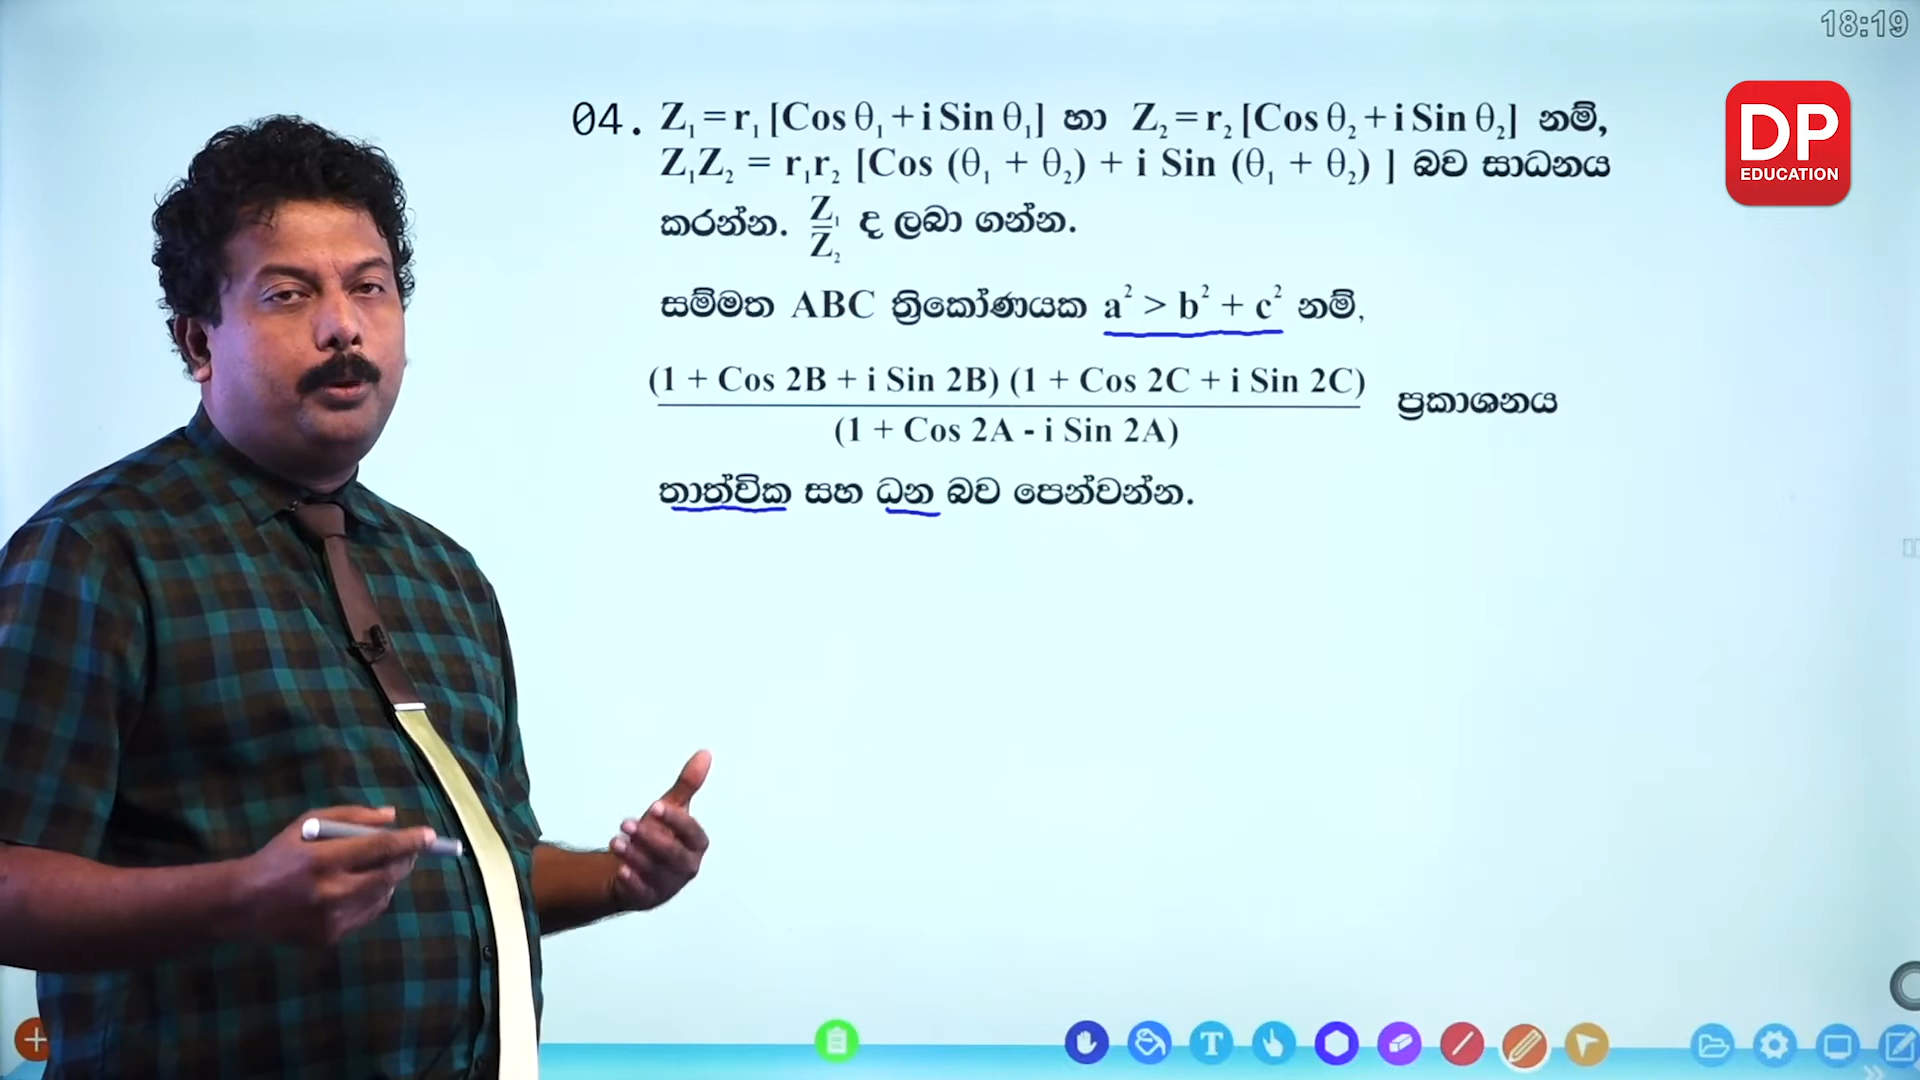 18:19
DP
EDUCATION
04. Z₁ = r₁ [Cos θ₁ + i Sin θ₁] හා Z₂ = r₂ [Cos θ₂ + i Sin θ₂] නම්,
Z₁Z₂ = r₁r₂ [Cos (θ₁ + θ₂) + i Sin (θ₁ + θ₂) ] බව සාධනය
කරන්න. Z₁/Z₂ ද ලබා ගන්න.
සම්මත ABC ත්‍රිකෝණයක a² > b² + c² නම්,
(1 + Cos 2B + i Sin 2B) (1 + Cos 2C + i Sin 2C)
(1 + Cos 2A - i Sin 2A)
ප්‍රකාශනය
තාත්වික සහ ධන බව පෙන්වන්න.